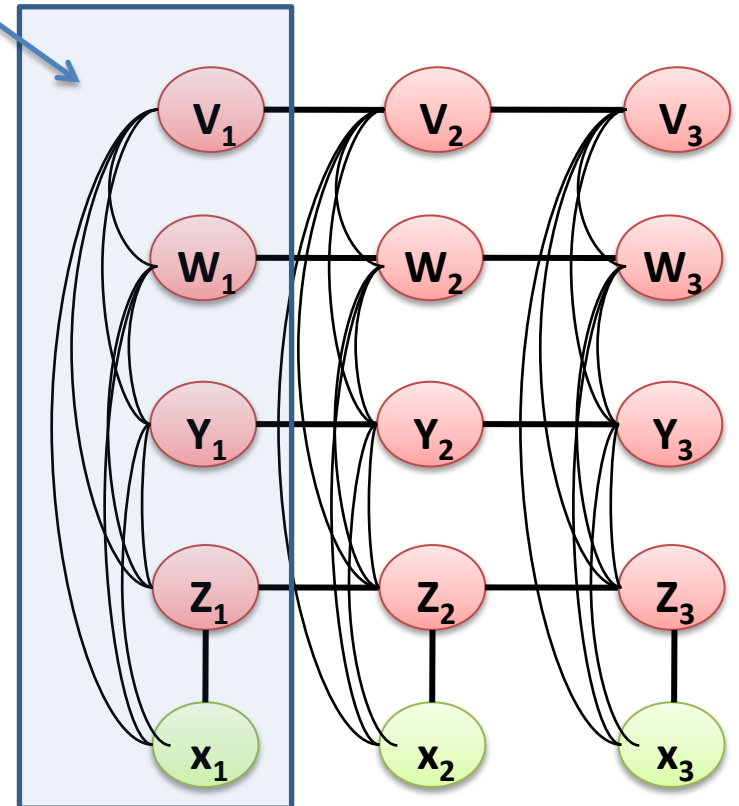 V₁ V₂ V₃
W₁ W₂ W₃
Y₁ Y₂ Y₃
Z₁ Z₂ Z₃
x₁ x₂ x₃